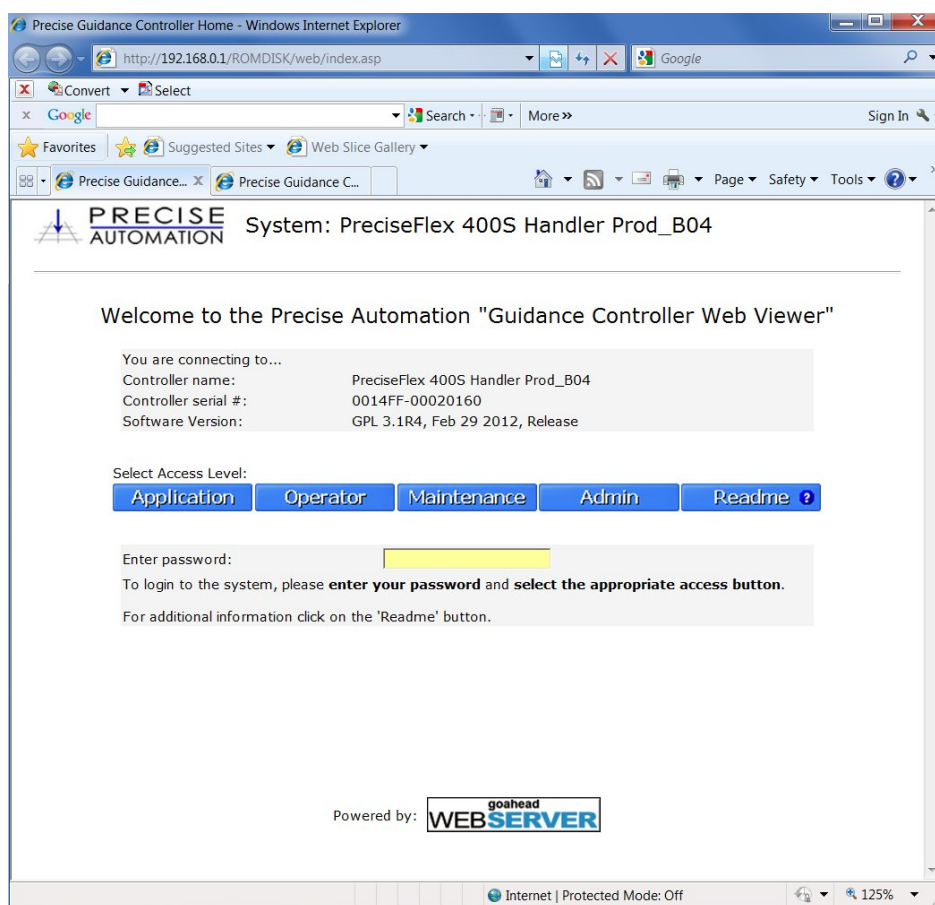 Precise Guidance Controller Home - Windows Internet Explorer
http://192.168.0.1/ROMDISK/web/index.asp
Google
Convert Select
Google Search More» Sign In
Favorites Suggested Sites Web Slice Gallery
Precise Guidance... X Precise Guidance C... Page Safety Tools
PRECISE
AUTOMATION
System: PreciseFlex 400S Handler Prod_B04
Welcome to the Precise Automation "Guidance Controller Web Viewer"
You are connecting to...
Controller name: PreciseFlex 400S Handler Prod_B04
Controller serial #: 0014FF-00020160
Software Version: GPL 3.1R4, Feb 29 2012, Release
Select Access Level:
Application Operator Maintenance Admin Readme ?
Enter password:
To login to the system, please enter your password and select the appropriate access button.
For additional information click on the 'Readme' button.
Powered by: goahead WEBSERVER
Internet | Protected Mode: Off 125%